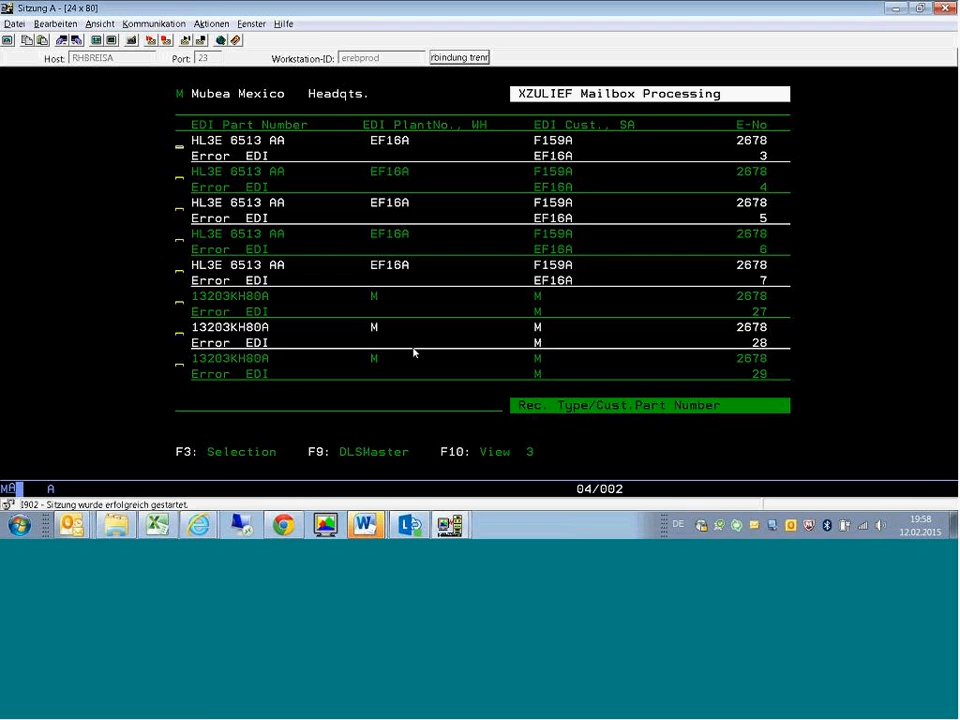 Sitzung A - [24 x 80]
Datei Bearbeiten Ansicht Kommunikation Aktionen Fenster Hilfe
Host: RHBREISA Port: 23 Workstation-ID: erebprod rbindung trenr
M Mubea Mexico Headqts. XZULIEF Mailbox Processing
EDI Part Number EDI PlantNo., WH EDI Cust., SA E-No
HL3E 6513 AA EF16A F159A 2678
Error EDI EF16A 3
HL3E 6513 AA EF16A F159A 2678
Error EDI EF16A 4
HL3E 6513 AA EF16A F159A 2678
Error EDI EF16A 5
HL3E 6513 AA EF16A F159A 2678
Error EDI EF16A 6
HL3E 6513 AA EF16A F159A 2678
Error EDI EF16A 7
13203KH80A M M 2678
Error EDI M 27
13203KH80A M M 2678
Error EDI M 28
13203KH80A M M 2678
Error EDI M 29
Rec. Type/Cust.Part Number
F3: Selection F9: DLSMaster F10: View 3
MA A 04/002
I902 - Sitzung wurde erfolgreich gestartet.
DE 19:58
12.02.2015